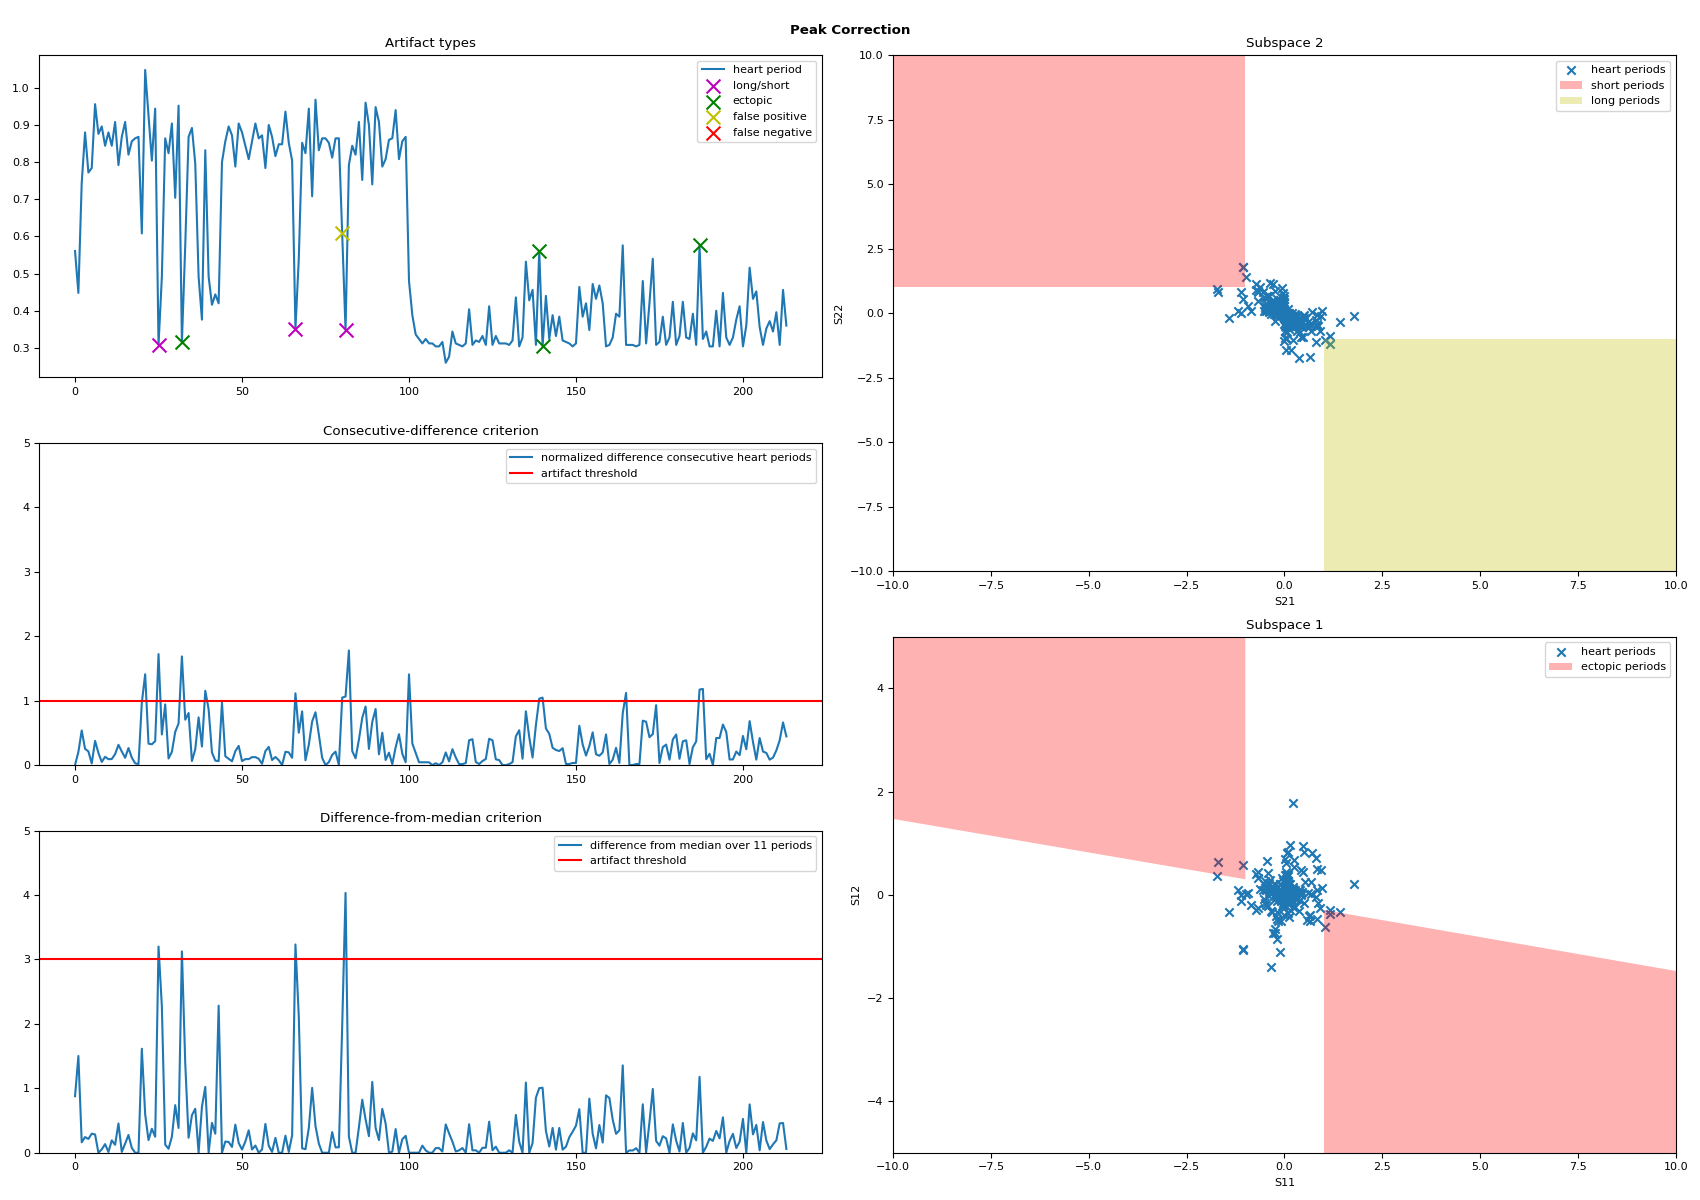 Peak Correction
Artifact types
heart period
long/short
ectopic
false positive
false negative
1.0
0.9
0.8
0.7
0.6
0.5
0.4
0.3
0 50 100 150 200
Consecutive-difference criterion
normalized difference consecutive heart periods
artifact threshold
5
4
3
2
1
0
0 50 100 150 200
Difference-from-median criterion
difference from median over 11 periods
artifact threshold
5
4
3
2
1
0
0 50 100 150 200
Subspace 2
heart periods
short periods
long periods
S22
10.0
7.5
5.0
2.5
0.0
−2.5
−5.0
−7.5
−10.0
−10.0 −7.5 −5.0 −2.5 0.0 2.5 5.0 7.5 10.0
S21
Subspace 1
heart periods
ectopic periods
S12
4
2
0
−2
−4
−10.0 −7.5 −5.0 −2.5 0.0 2.5 5.0 7.5 10.0
S11